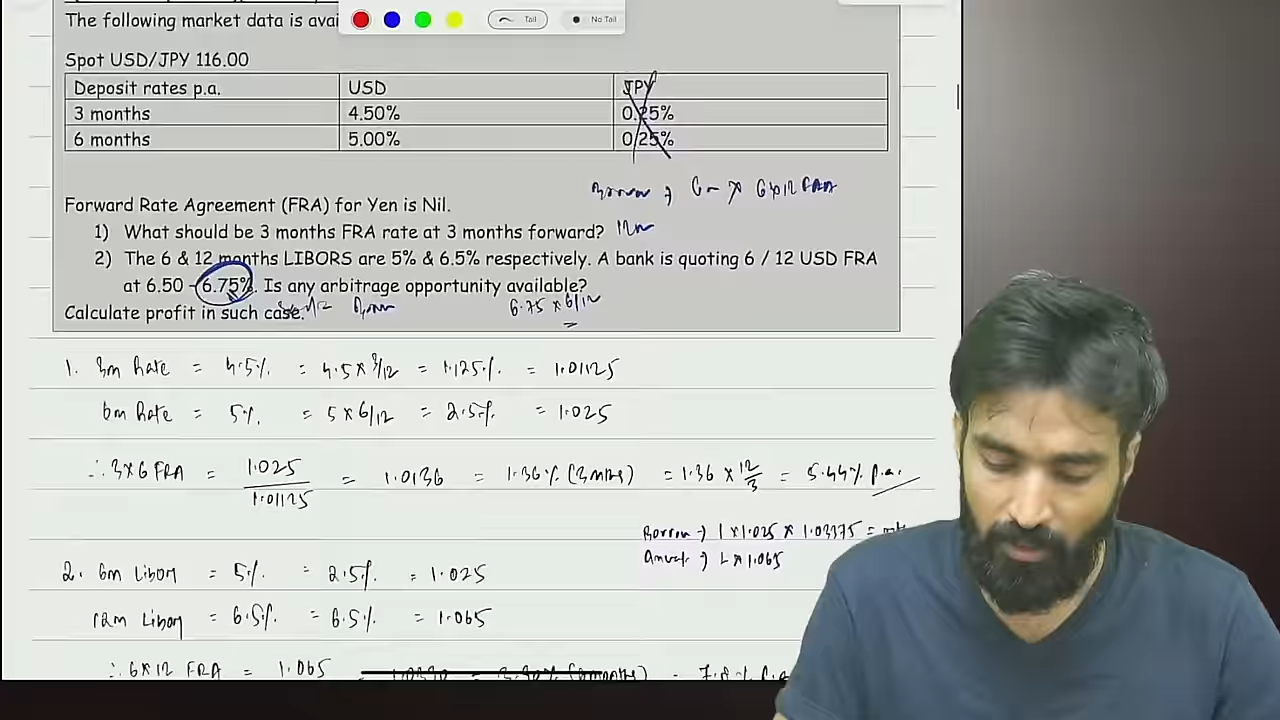 The following market data is avai
Tail
No Tail
Spot USD/JPY 116.00
Deposit rates p.a. USD JPY
3 months 4.50% 0.25%
6 months 5.00% 0.25%
Borrow → 6m → 6x12 FRA
Forward Rate Agreement (FRA) for Yen is Nil.
1) What should be 3 months FRA rate at 3 months forward? 12m
2) The 6 & 12 months LIBORS are 5% & 6.5% respectively. A bank is quoting 6 / 12 USD FRA
at 6.50 - 6.75%. Is any arbitrage opportunity available?
Calculate profit in such case. Borrow 6.75 x 6/12
1. 3m Rate = 4.5% = 4.5 x 3/12 = 1.125% = 1.01125
6m Rate = 5% = 5 x 6/12 = 2.5% = 1.025
∴ 3x6 FRA = 1.025 / 1.01125 = 1.0136 = 1.36% (3mths) = 1.36 x 12/3 = 5.44% p.a.
Borrow → 1 x 1.025 x 1.03375 =
→ 1 x 1.065
2. 6m Libor = 5% = 2.5% = 1.025
12m Libor = 6.5% = 6.5% = 1.065
∴ 6x12 FRA = 1.065